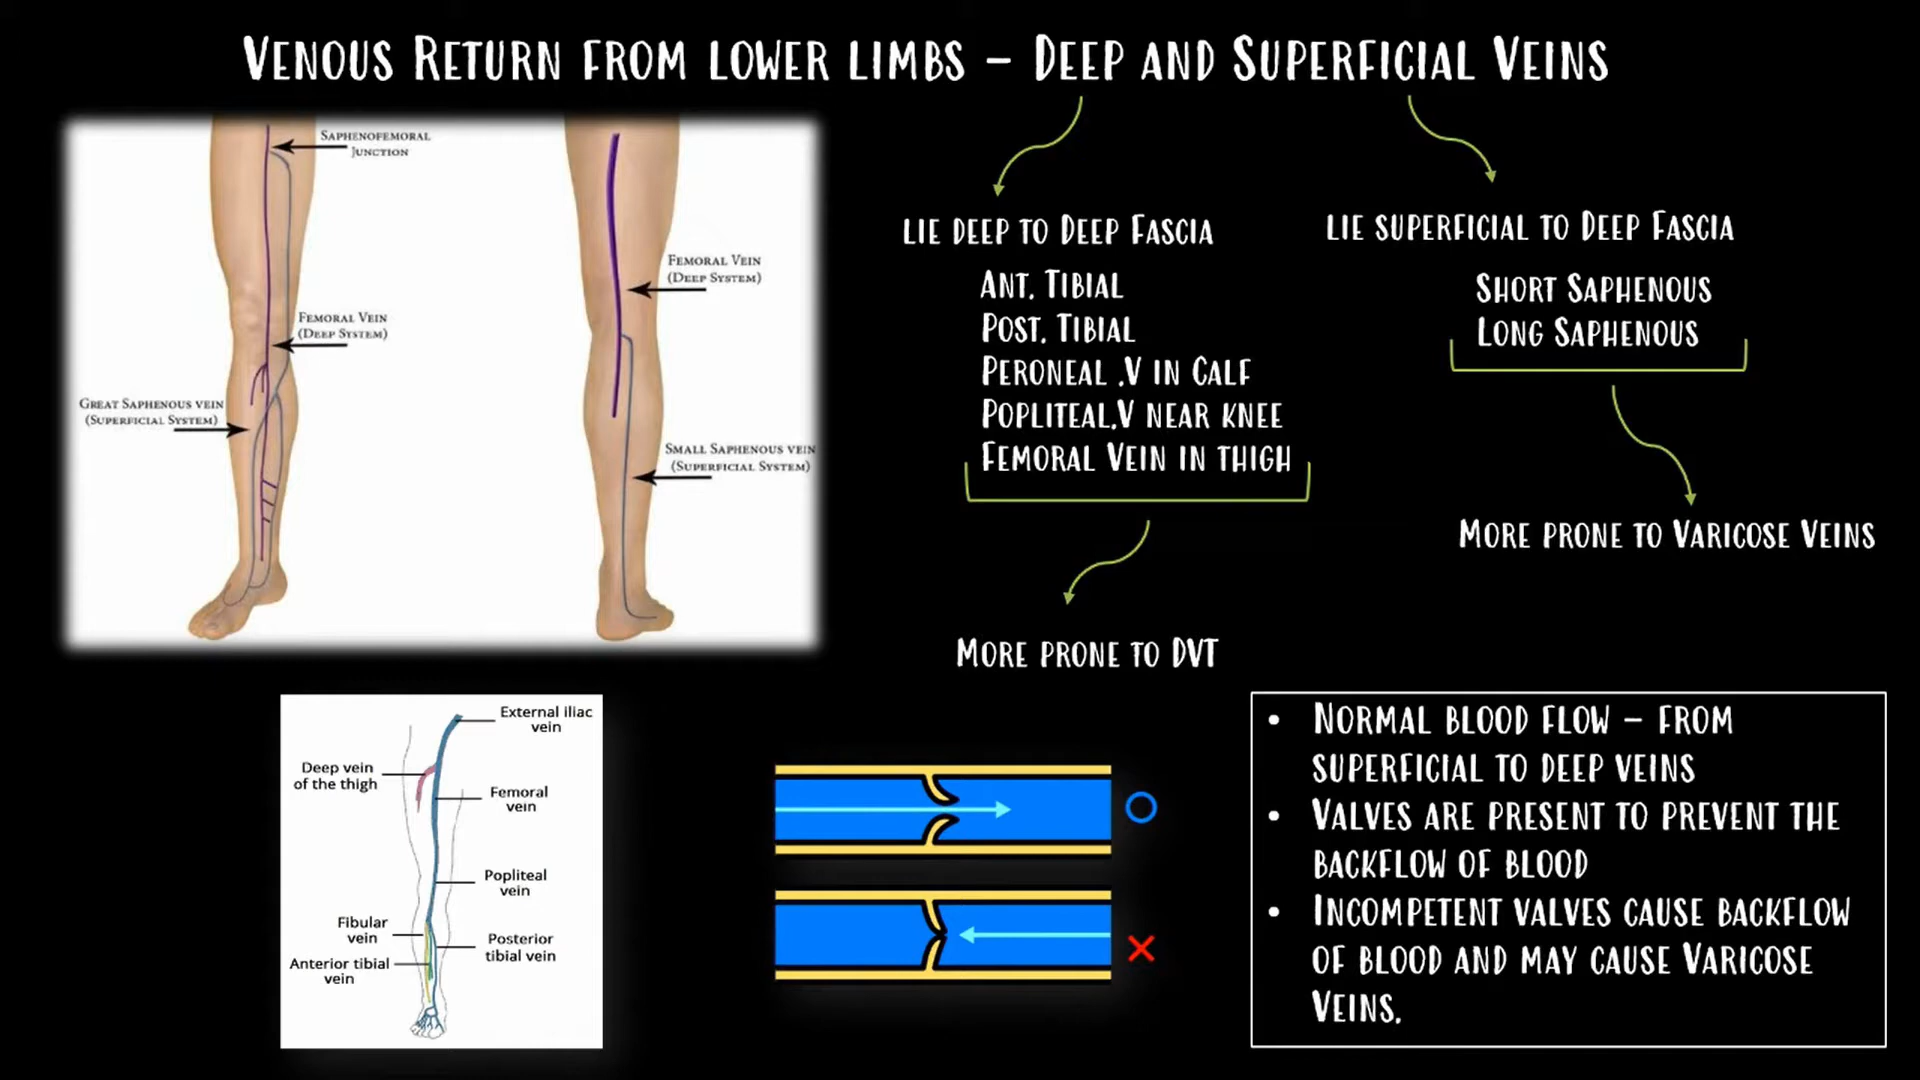 Venous Return from lower limbs – Deep and Superficial Veins
Saphenofemoral
Junction
Femoral Vein
(Deep System)
Great Saphenous vein
(Superficial System)
Femoral Vein
(Deep System)
Small Saphenous vein
(Superficial System)
lie deep to Deep Fascia
Ant. Tibial
Post. Tibial
Peroneal .V in Calf
Popliteal.V near knee
Femoral Vein in thigh
More prone to DVT
lie superficial to Deep Fascia
Short Saphenous
Long Saphenous
More prone to Varicose Veins
External iliac
vein
Deep vein
of the thigh
Femoral
vein
Popliteal
vein
Fibular
vein
Posterior
tibial vein
Anterior tibial
vein
• Normal blood flow – from
superficial to deep veins
• Valves are present to prevent the
backflow of blood
• Incompetent valves cause backflow
of blood and may cause Varicose
Veins.